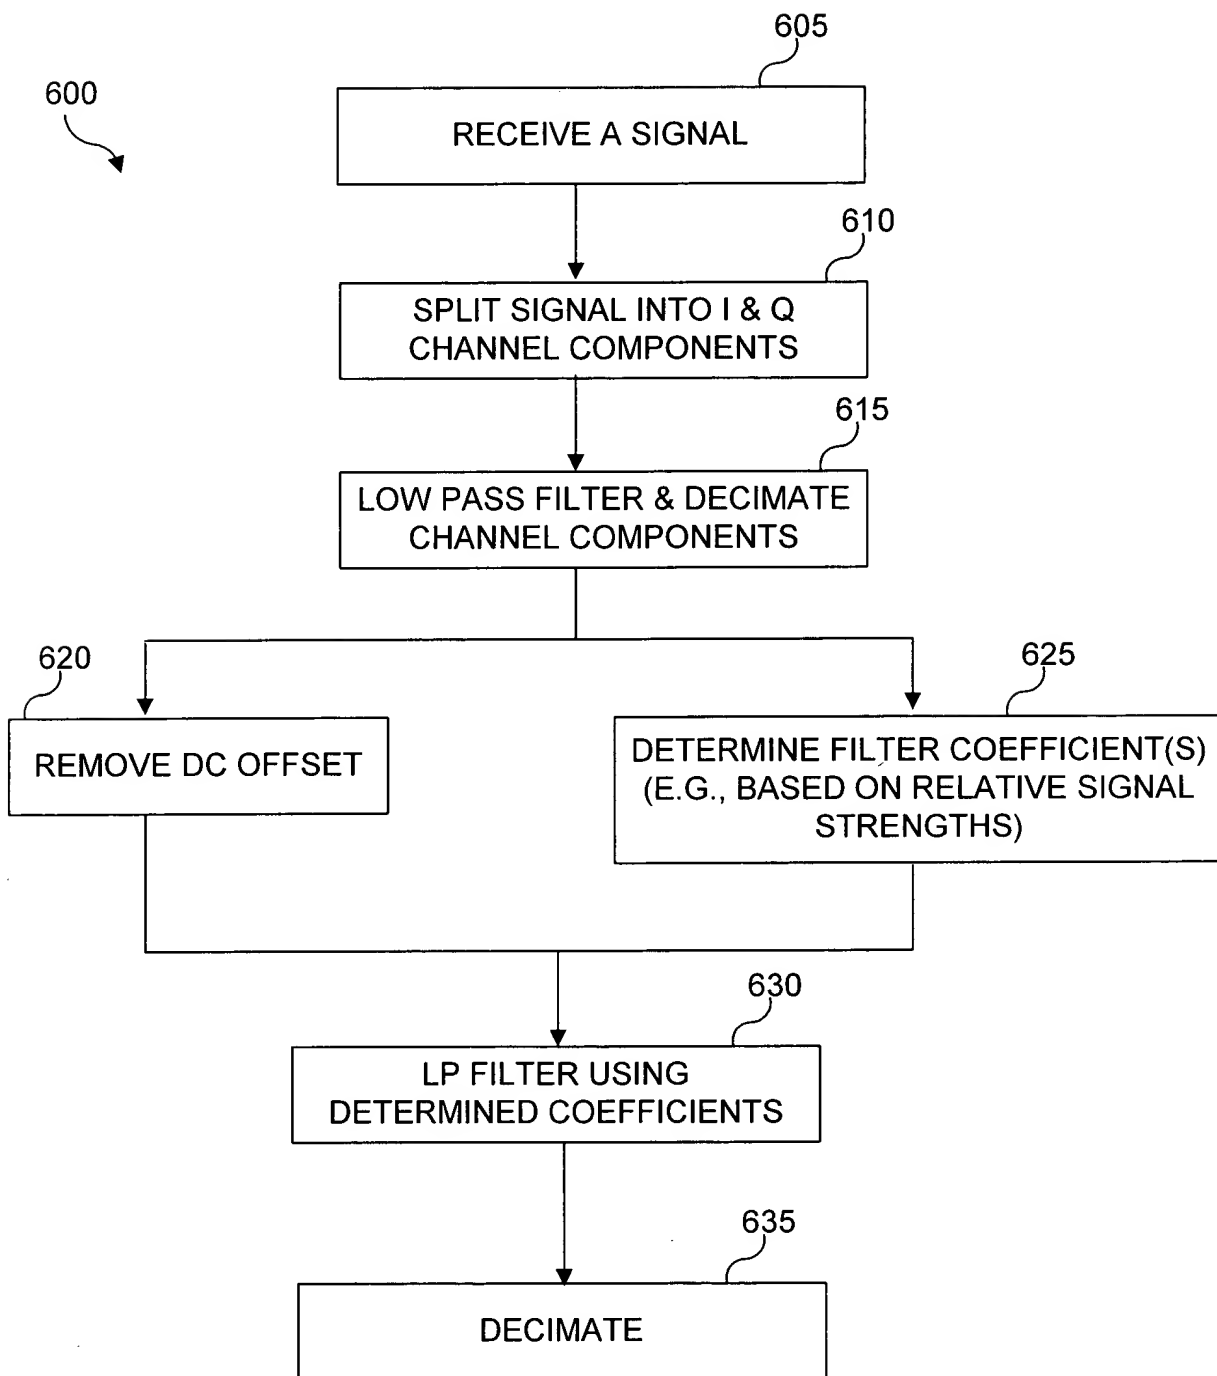 605
600
RECEIVE A SIGNAL
610
SPLIT SIGNAL INTO I & Q
CHANNEL COMPONENTS
615
LOW PASS FILTER & DECIMATE
CHANNEL COMPONENTS
620
625
REMOVE DC OFFSET
DETERMINE FILTER COEFFICIENT(S)
(E.G., BASED ON RELATIVE SIGNAL
STRENGTHS)
630
LP FILTER USING
DETERMINED COEFFICIENTS
635
DECIMATE